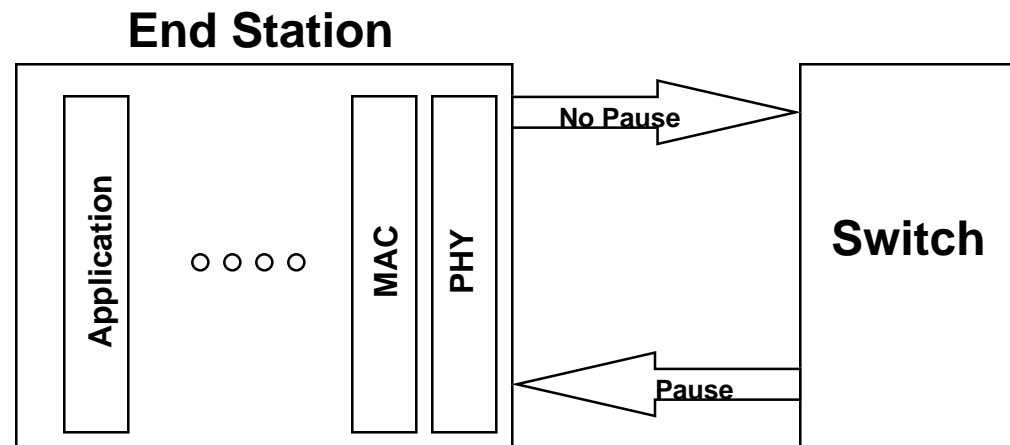 End Station
No Pause
Application
MAC
PHY
Switch
Pause